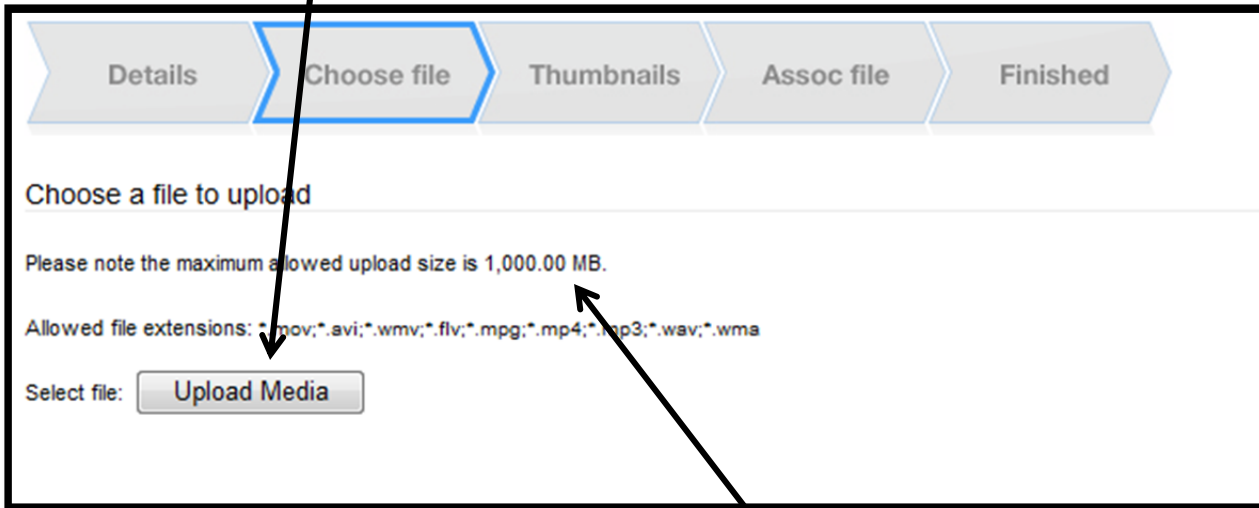 Details Choose file Thumbnails Assoc file Finished
Choose a file to upload
Please note the maximum allowed upload size is 1,000.00 MB.
Allowed file extensions: *.mov;*.avi;*.wmv;*.flv;*.mpg;*.mp4;*.mp3;*.wav;*.wma
Select file: Upload Media